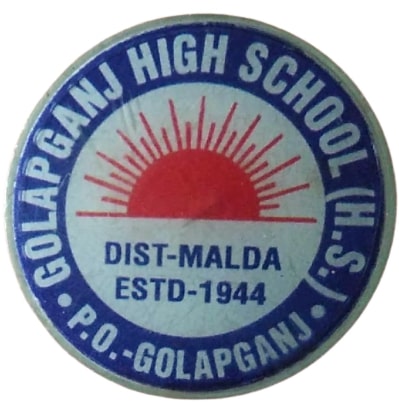 GOLAPGANJ HIGH SCHOOL (H.S.)
DIST-MALDA
ESTD-1944
• P.O.-GOLAPGANJ •